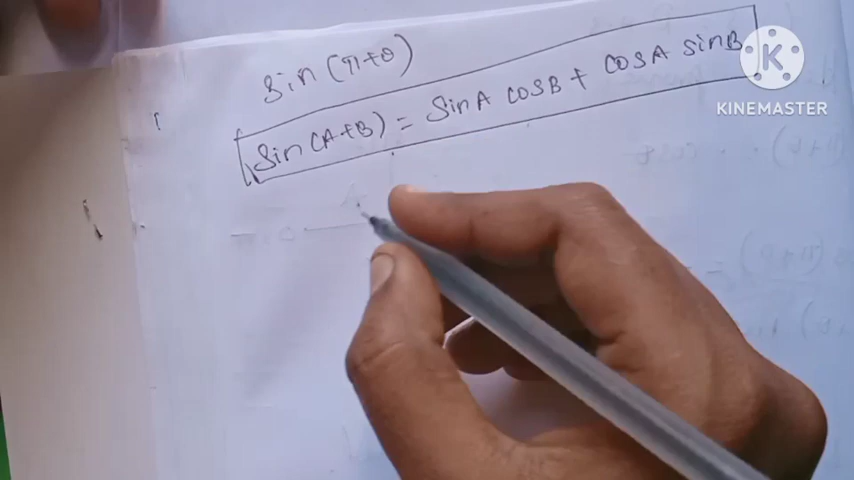 sin (π+θ)
Sin (A+B) = SinA cosB + cosA sinB
KINEMASTER